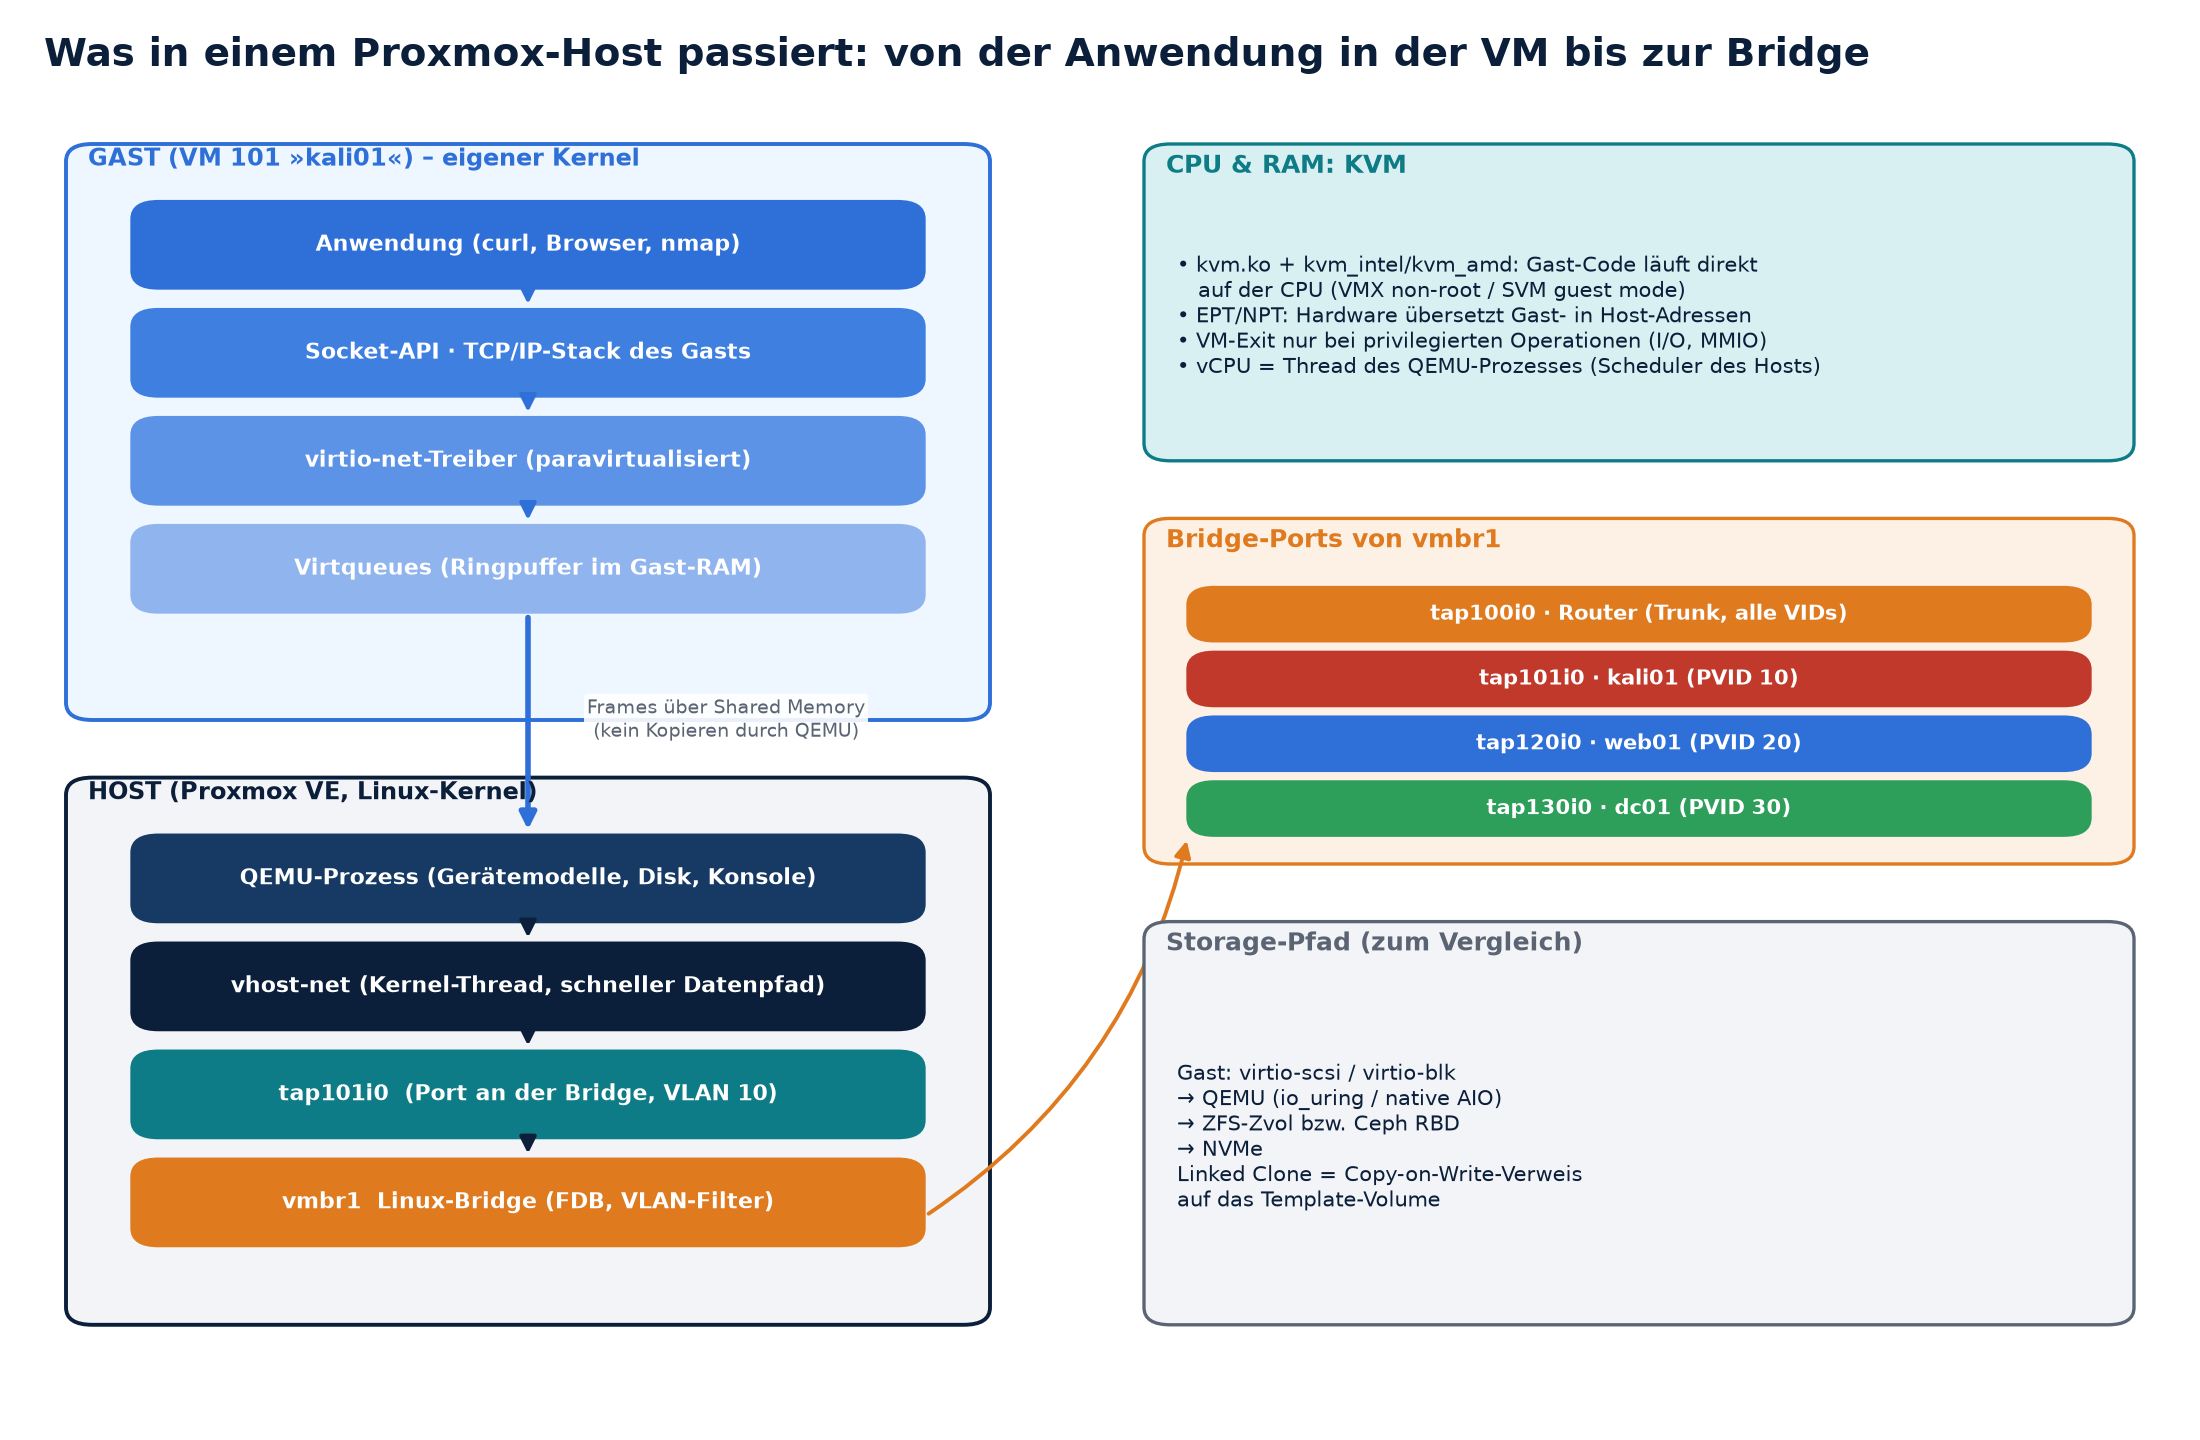 Was in einem Proxmox-Host passiert: von der Anwendung in der VM bis zur Bridge
GAST (VM 101 »kali01«) – eigener Kernel
Anwendung (curl, Browser, nmap)
Socket-API · TCP/IP-Stack des Gasts
virtio-net-Treiber (paravirtualisiert)
Virtqueues (Ringpuffer im Gast-RAM)
Frames über Shared Memory
(kein Kopieren durch QEMU)
HOST (Proxmox VE, Linux-Kernel)
QEMU-Prozess (Gerätemodelle, Disk, Konsole)
vhost-net (Kernel-Thread, schneller Datenpfad)
tap101i0  (Port an der Bridge, VLAN 10)
vmbr1  Linux-Bridge (FDB, VLAN-Filter)
CPU & RAM: KVM
• kvm.ko + kvm_intel/kvm_amd: Gast-Code läuft direkt
auf der CPU (VMX non-root / SVM guest mode)
• EPT/NPT: Hardware übersetzt Gast- in Host-Adressen
• VM-Exit nur bei privilegierten Operationen (I/O, MMIO)
• vCPU = Thread des QEMU-Prozesses (Scheduler des Hosts)
Bridge-Ports von vmbr1
tap100i0 · Router (Trunk, alle VIDs)
tap101i0 · kali01 (PVID 10)
tap120i0 · web01 (PVID 20)
tap130i0 · dc01 (PVID 30)
Storage-Pfad (zum Vergleich)
Gast: virtio-scsi / virtio-blk
→ QEMU (io_uring / native AIO)
→ ZFS-Zvol bzw. Ceph RBD
→ NVMe
Linked Clone = Copy-on-Write-Verweis
auf das Template-Volume